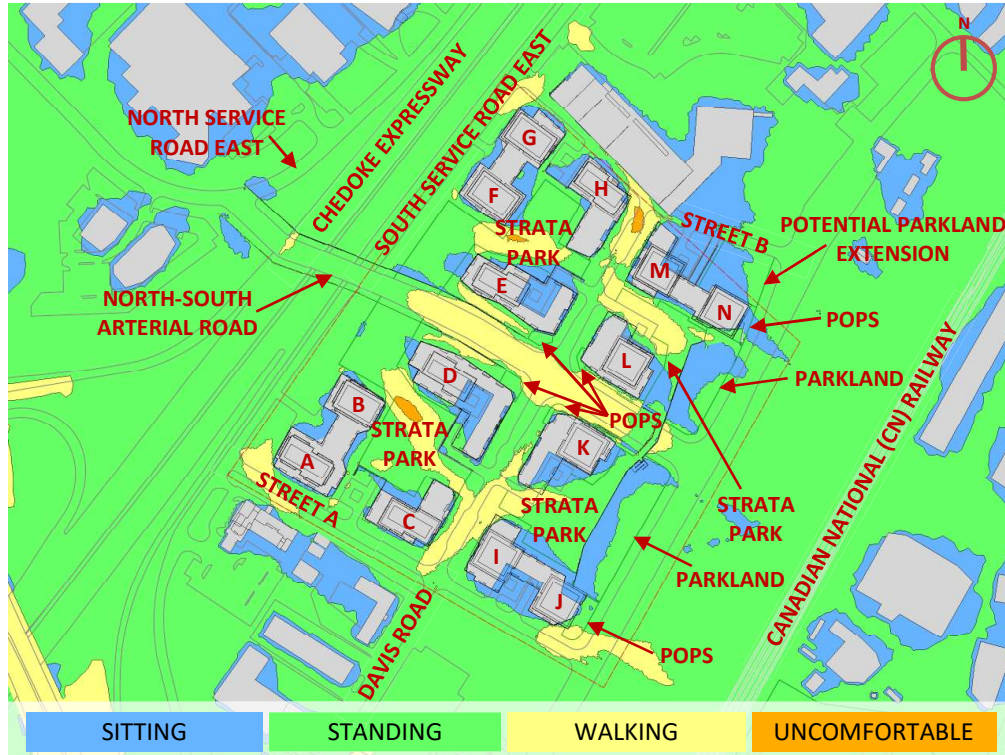 N
NORTH SERVICE
ROAD EAST
CHEDOKE EXPRESSWAY
SOUTH SERVICE ROAD EAST
G
F
H
STRATA
PARK
STREET B
POTENTIAL PARKLAND
EXTENSION
M
E
N
NORTH-SOUTH
ARTERIAL ROAD
POPS
L
PARKLAND
D
B
POPS
STRATA
PARK
K
A
STREET A
C
STRATA
PARK
STRATA
PARK
I
PARKLAND
J
POPS
DAVIS ROAD
CANADIAN NATIONAL (CN) RAILWAY
SITTING
STANDING
WALKING
UNCOMFORTABLE